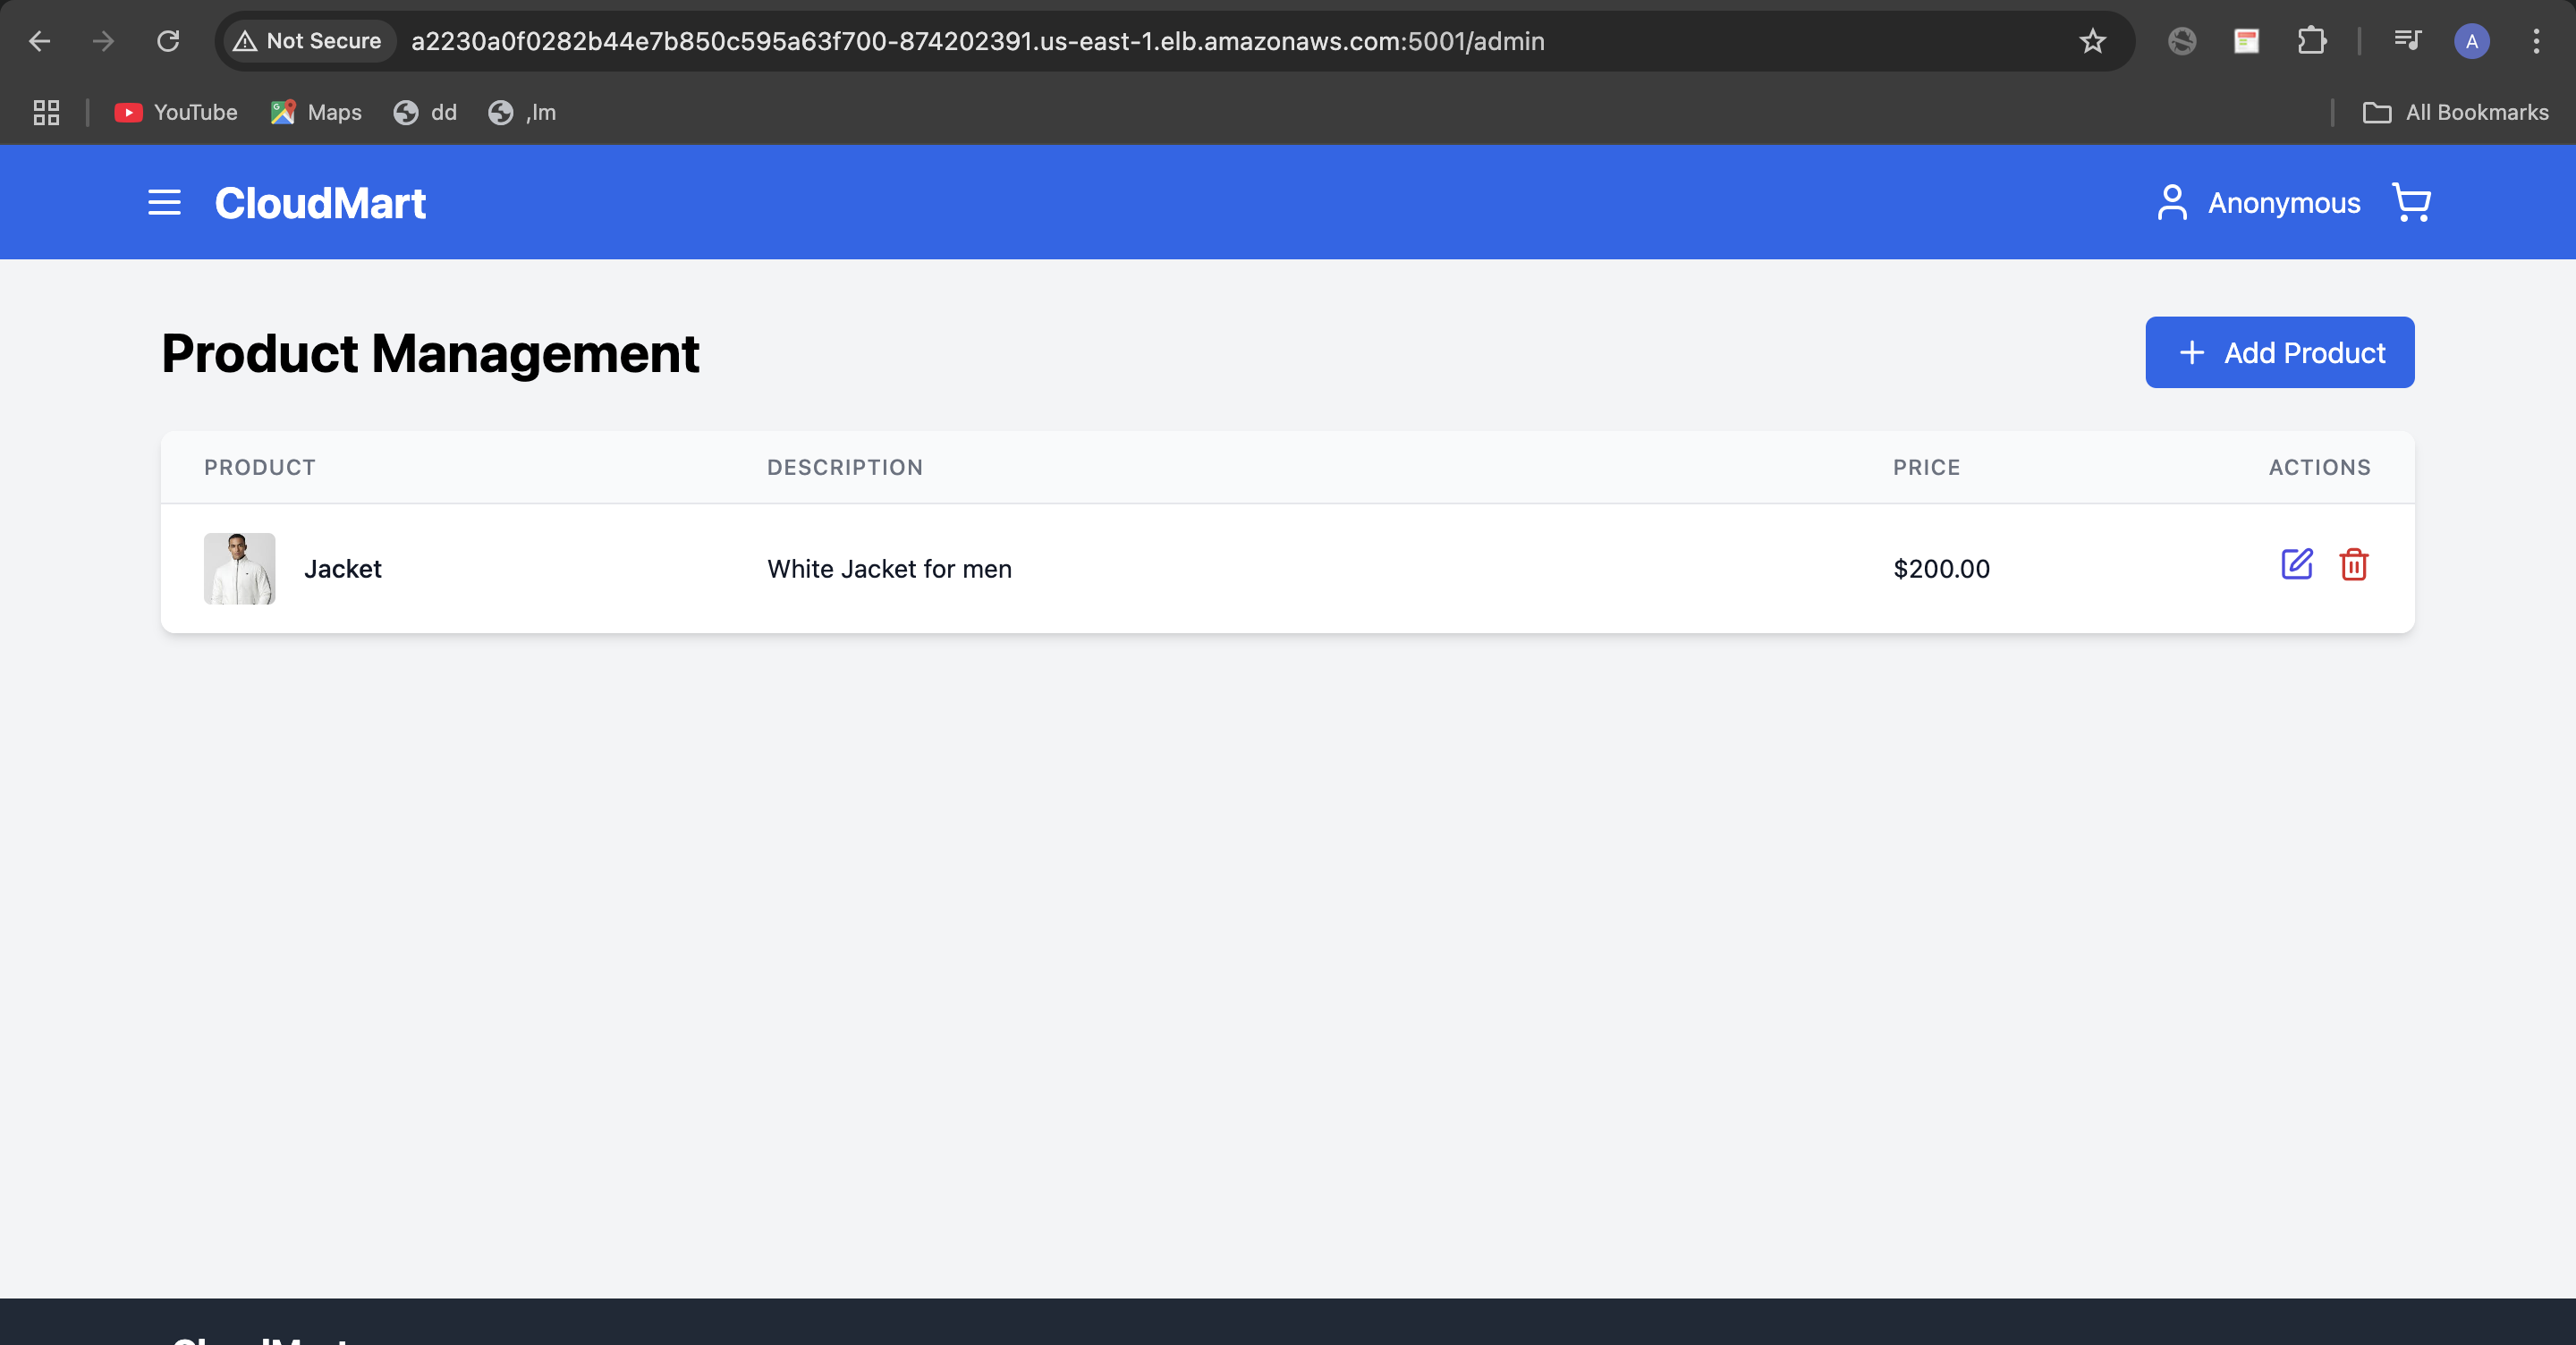 Not Secure a2230a0f0282b44e7b850c595a63f700-874202391.us-east-1.elb.amazonaws.com:5001/admin A
YouTube Maps dd ,lm All Bookmarks
CloudMart Anonymous
Product Management + Add Product
PRODUCT DESCRIPTION PRICE ACTIONS
Jacket White Jacket for men $200.00
CloudMart